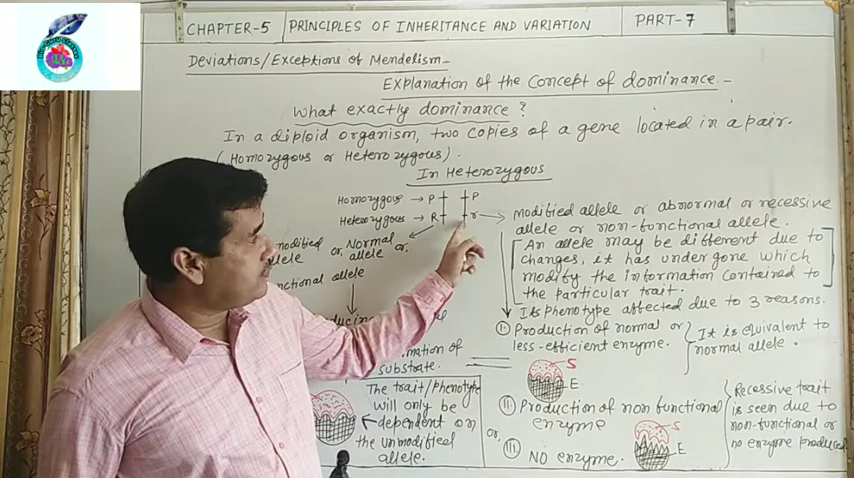 CHAPTER-5 PRINCIPLES OF INHERITANCE AND VARIATION PART-7
Deviations/Exceptions of Mendelism-
Explanation of the Concept of dominance.-
What exactly dominance?
In a diploid organism, two copies of a gene located in a pair.
(Homozygous or Heterozygous).
In Heterozygous
Homozygous → P P
Heterozygous → R r
modified or, Normal
allele allele or,
functional allele
Modified allele or abnormal or recessive
allele or non-functional allele.
[An allele may be different due to
changes, it has undergone which
modify the information contained to
the particular trait.]
Its phenotype affected due to 3 reasons.
I. Production of normal or
less-efficient enzyme.
It is equivalent to
normal allele.
substrate.
S
E
The trait/phenotype
will only be
dependent on
the unmodified
allele.
II. Production of non functional
enzyme
or,
III. NO enzyme.
S
E
Recessive trait
is seen due to
non-functional or
no enzyme produced